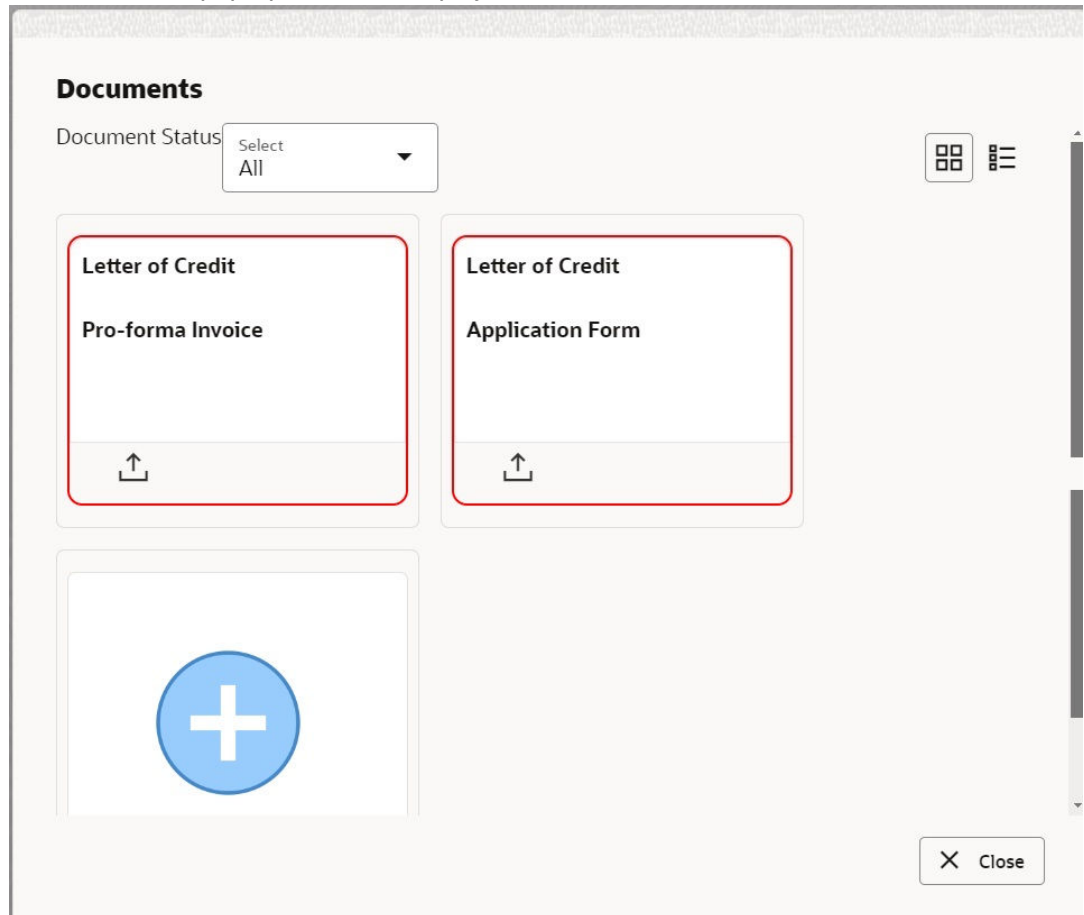 Documents
Document Status
Select
All
Letter of Credit
Pro-forma Invoice
Letter of Credit
Application Form
Close